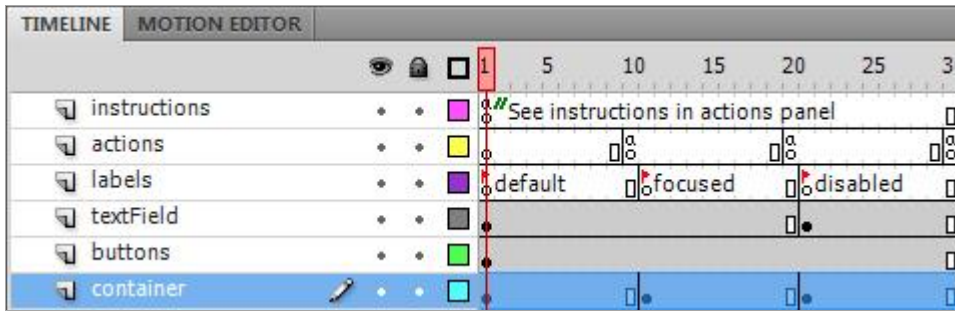 TIMELINE MOTION EDITOR
1 5 10 15 20 25 3
instructions // See instructions in actions panel
actions a a a
labels default focused disabled
textField
buttons
container